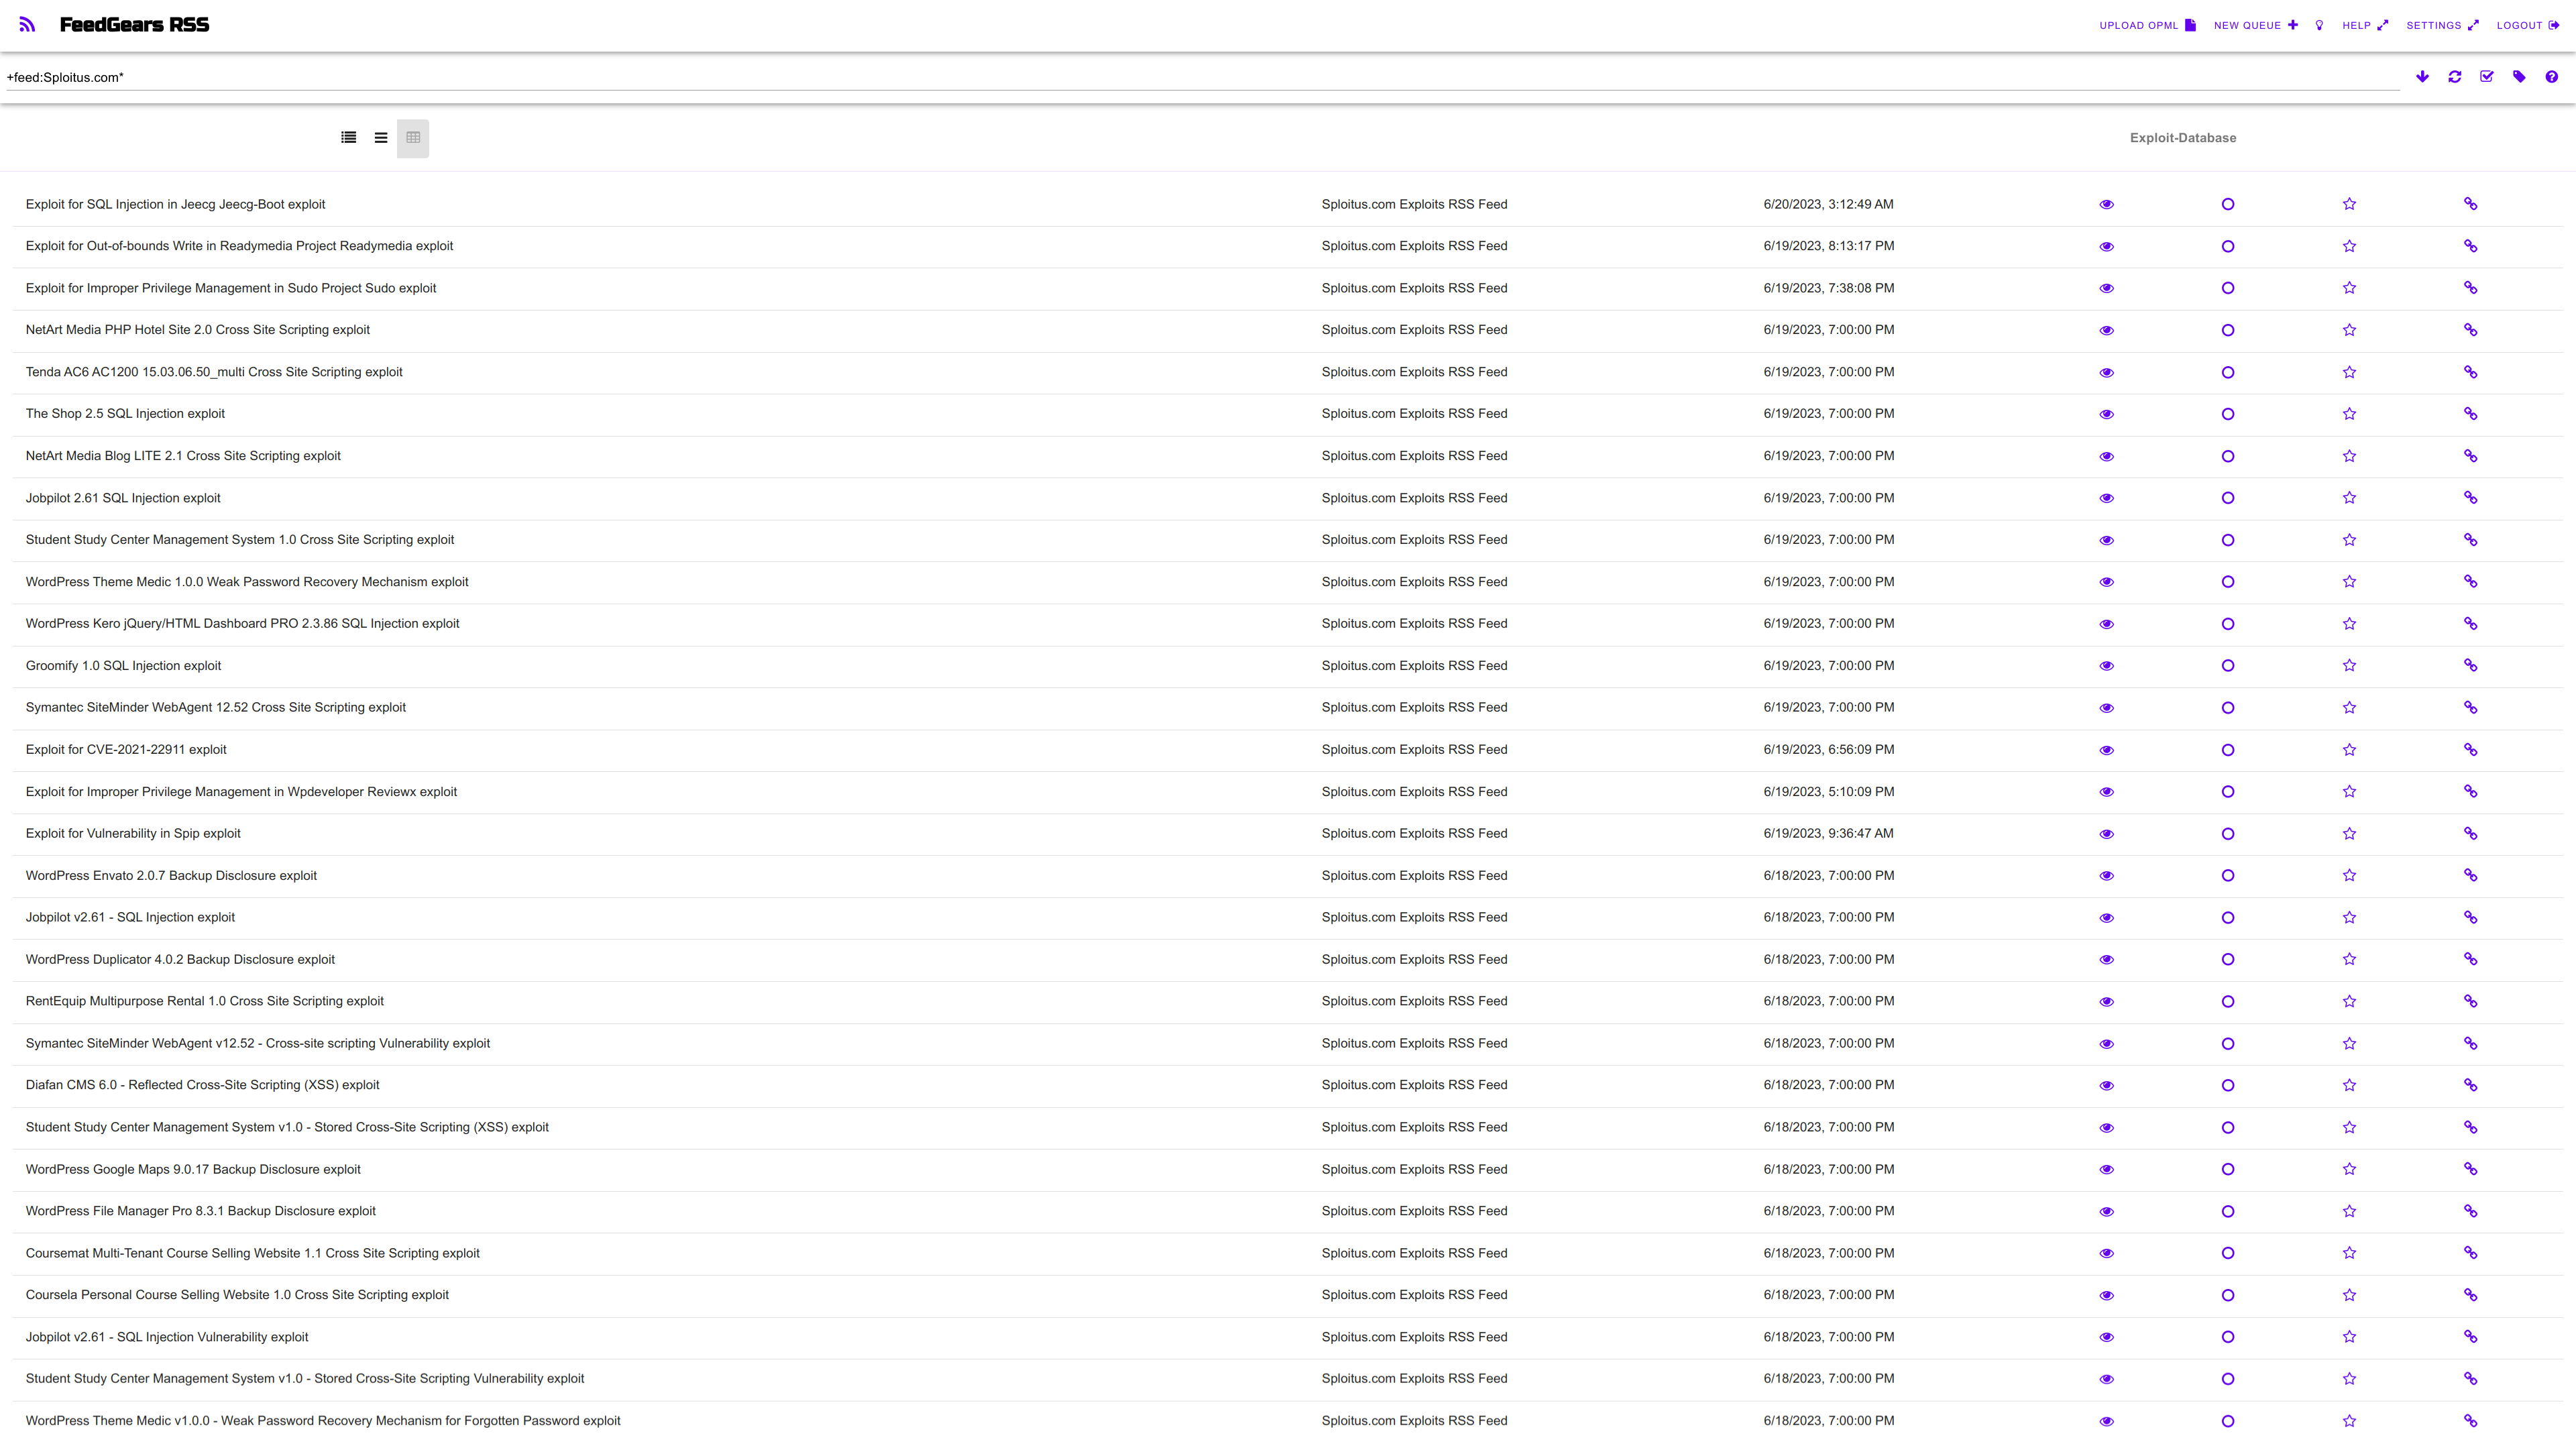 FeedGears RSS UPLOAD OPML NEW QUEUE HELP SETTINGS LOGOUT
+feed:Sploitus.com*
Exploit-Database
Exploit for SQL Injection in Jeecg Jeecg-Boot exploit Sploitus.com Exploits RSS Feed 6/20/2023, 3:12:49 AM
Exploit for Out-of-bounds Write in Readymedia Project Readymedia exploit Sploitus.com Exploits RSS Feed 6/19/2023, 8:13:17 PM
Exploit for Improper Privilege Management in Sudo Project Sudo exploit Sploitus.com Exploits RSS Feed 6/19/2023, 7:38:08 PM
NetArt Media PHP Hotel Site 2.0 Cross Site Scripting exploit Sploitus.com Exploits RSS Feed 6/19/2023, 7:00:00 PM
Tenda AC6 AC1200 15.03.06.50_multi Cross Site Scripting exploit Sploitus.com Exploits RSS Feed 6/19/2023, 7:00:00 PM
The Shop 2.5 SQL Injection exploit Sploitus.com Exploits RSS Feed 6/19/2023, 7:00:00 PM
NetArt Media Blog LITE 2.1 Cross Site Scripting exploit Sploitus.com Exploits RSS Feed 6/19/2023, 7:00:00 PM
Jobpilot 2.61 SQL Injection exploit Sploitus.com Exploits RSS Feed 6/19/2023, 7:00:00 PM
Student Study Center Management System 1.0 Cross Site Scripting exploit Sploitus.com Exploits RSS Feed 6/19/2023, 7:00:00 PM
WordPress Theme Medic 1.0.0 Weak Password Recovery Mechanism exploit Sploitus.com Exploits RSS Feed 6/19/2023, 7:00:00 PM
WordPress Kero jQuery/HTML Dashboard PRO 2.3.86 SQL Injection exploit Sploitus.com Exploits RSS Feed 6/19/2023, 7:00:00 PM
Groomify 1.0 SQL Injection exploit Sploitus.com Exploits RSS Feed 6/19/2023, 7:00:00 PM
Symantec SiteMinder WebAgent 12.52 Cross Site Scripting exploit Sploitus.com Exploits RSS Feed 6/19/2023, 7:00:00 PM
Exploit for CVE-2021-22911 exploit Sploitus.com Exploits RSS Feed 6/19/2023, 6:56:09 PM
Exploit for Improper Privilege Management in Wpdeveloper Reviewx exploit Sploitus.com Exploits RSS Feed 6/19/2023, 5:10:09 PM
Exploit for Vulnerability in Spip exploit Sploitus.com Exploits RSS Feed 6/19/2023, 9:36:47 AM
WordPress Envato 2.0.7 Backup Disclosure exploit Sploitus.com Exploits RSS Feed 6/18/2023, 7:00:00 PM
Jobpilot v2.61 - SQL Injection exploit Sploitus.com Exploits RSS Feed 6/18/2023, 7:00:00 PM
WordPress Duplicator 4.0.2 Backup Disclosure exploit Sploitus.com Exploits RSS Feed 6/18/2023, 7:00:00 PM
RentEquip Multipurpose Rental 1.0 Cross Site Scripting exploit Sploitus.com Exploits RSS Feed 6/18/2023, 7:00:00 PM
Symantec SiteMinder WebAgent v12.52 - Cross-site scripting Vulnerability exploit Sploitus.com Exploits RSS Feed 6/18/2023, 7:00:00 PM
Diafan CMS 6.0 - Reflected Cross-Site Scripting (XSS) exploit Sploitus.com Exploits RSS Feed 6/18/2023, 7:00:00 PM
Student Study Center Management System v1.0 - Stored Cross-Site Scripting (XSS) exploit Sploitus.com Exploits RSS Feed 6/18/2023, 7:00:00 PM
WordPress Google Maps 9.0.17 Backup Disclosure exploit Sploitus.com Exploits RSS Feed 6/18/2023, 7:00:00 PM
WordPress File Manager Pro 8.3.1 Backup Disclosure exploit Sploitus.com Exploits RSS Feed 6/18/2023, 7:00:00 PM
Coursemat Multi-Tenant Course Selling Website 1.1 Cross Site Scripting exploit Sploitus.com Exploits RSS Feed 6/18/2023, 7:00:00 PM
Coursela Personal Course Selling Website 1.0 Cross Site Scripting exploit Sploitus.com Exploits RSS Feed 6/18/2023, 7:00:00 PM
Jobpilot v2.61 - SQL Injection Vulnerability exploit Sploitus.com Exploits RSS Feed 6/18/2023, 7:00:00 PM
Student Study Center Management System v1.0 - Stored Cross-Site Scripting Vulnerability exploit Sploitus.com Exploits RSS Feed 6/18/2023, 7:00:00 PM
WordPress Theme Medic v1.0.0 - Weak Password Recovery Mechanism for Forgotten Password exploit Sploitus.com Exploits RSS Feed 6/18/2023, 7:00:00 PM